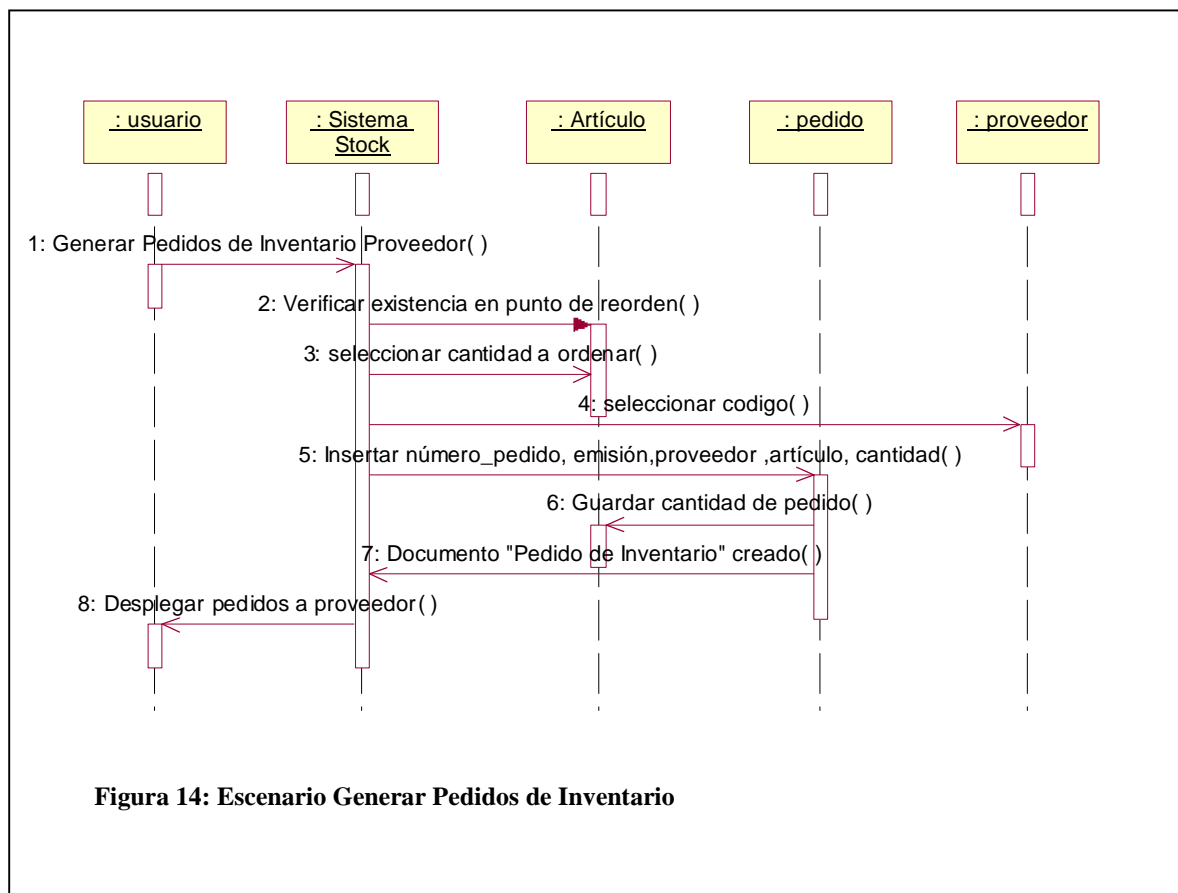 : usuario
: Sistema
Stock
: Artículo
: pedido
: proveedor
1: Generar Pedidos de Inventario Proveedor( )
2: Verificar existencia en punto de reorden( )
3: seleccionar cantidad a ordenar( )
4: seleccionar codigo( )
5: Insertar número_pedido, emisión,proveedor ,artículo, cantidad( )
6: Guardar cantidad de pedido( )
7: Documento "Pedido de Inventario" creado( )
8: Desplegar pedidos a proveedor( )
Figura 14: Escenario Generar Pedidos de Inventario